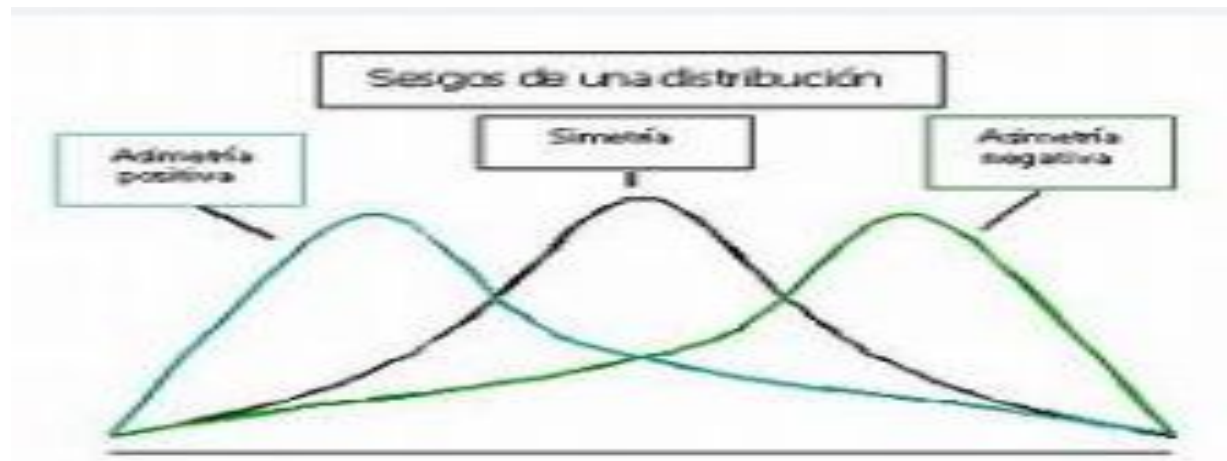 Sesgos de una distribución
Asimetría
positiva
Simetría
Asimetría
negativa